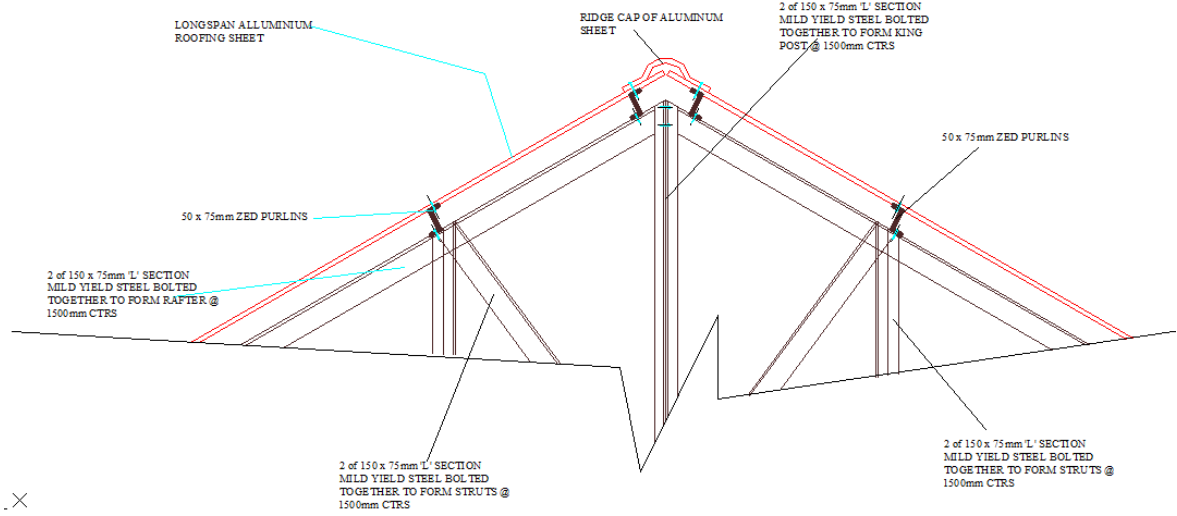 LONGSPAN ALLUMINIUM
ROOFING SHEET
RIDGE CAP OF ALUMINUM
SHEET
2 of 150 x 75mm 'L' SECTION
MILD YIELD STEEL BOLTED
TOGETHER TO FORM KING
POST @ 1500mm CTRS
50 x 75mm ZED PURLINS
50 x 75mm ZED PURLINS
2 of 150 x 75mm 'L' SECTION
MILD YIELD STEEL BOLTED
TOGETHER TO FORM RAFTER @
1500mm CTRS
2 of 150 x 75mm 'L' SECTION
MILD YIELD STEEL BOLTED
TOGETHER TO FORM STRUTS @
1500mm CTRS
2 of 150 x 75mm 'L' SECTION
MILD YIELD STEEL BOLTED
TOGETHER TO FORM STRUTS @
1500mm CTRS